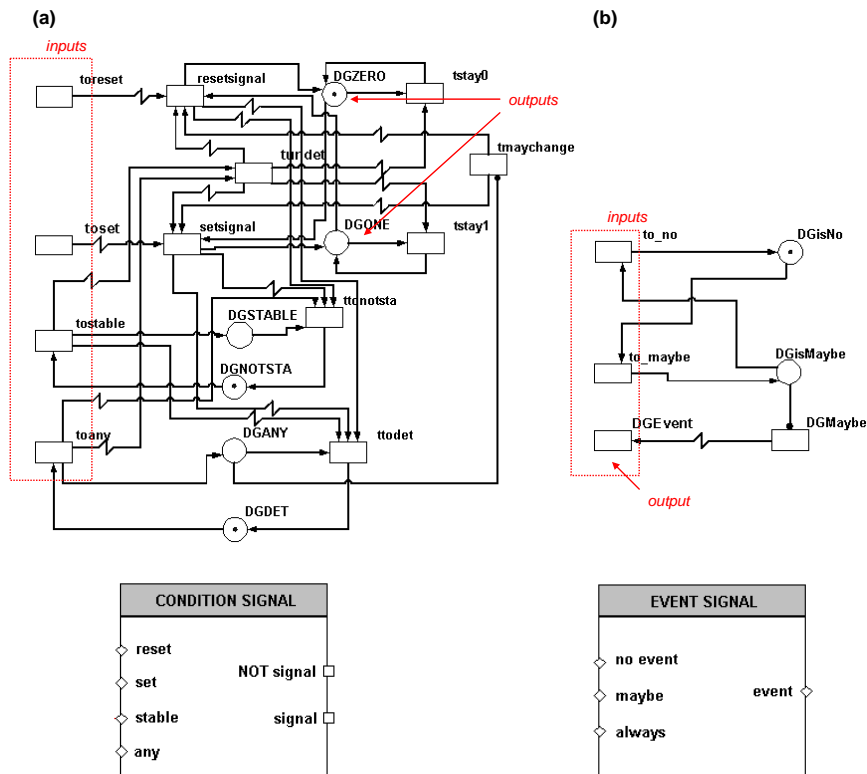 (a)
(b)
inputs
toreset
resetsignal
DGZERO
tstay0
outputs
tundet
tmaychange
toset
setsignal
DGONE
tstay1
inputs
to_no
DGisNo
ttonotsta
tostable
DGSTABLE
DGNOTSTA
to_maybe
DGisMaybe
toany
DGANY
ttodet
DGEvent
DGMaybe
output
DGDET
CONDITION SIGNAL
reset
NOT signal
set
stable
signal
any
EVENT SIGNAL
no event
maybe
event
always